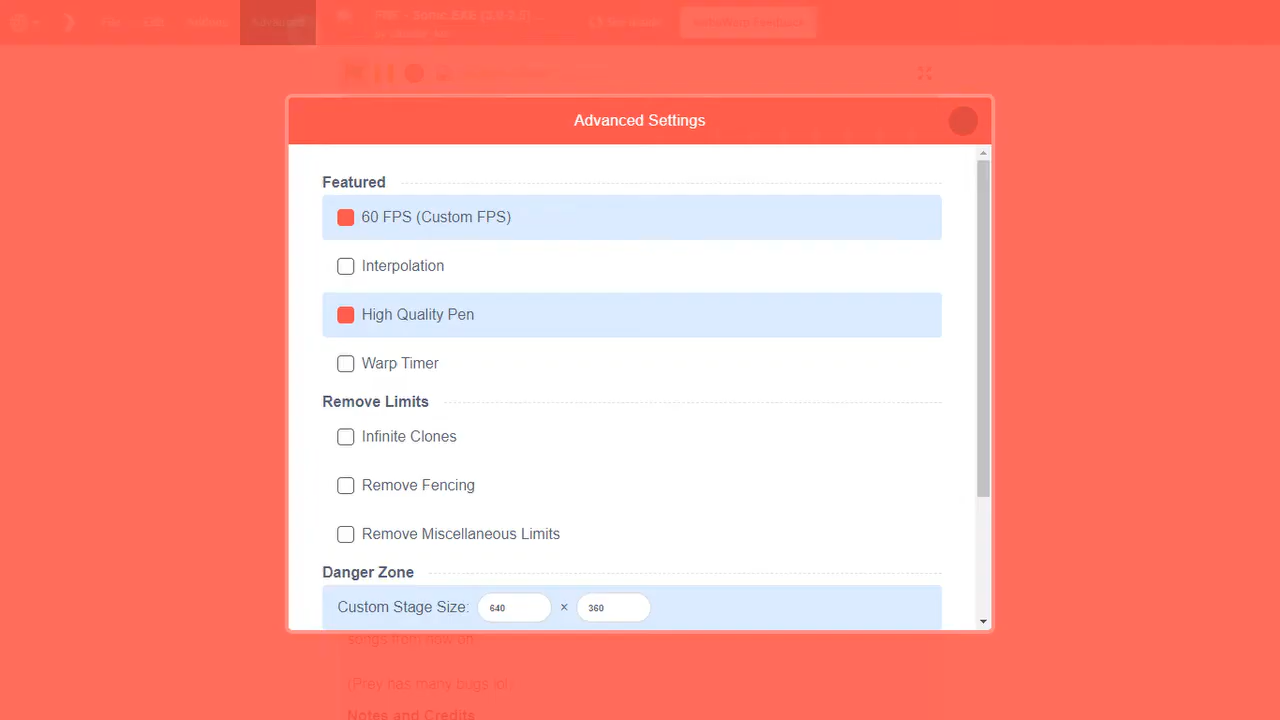 Advanced
Advanced Settings
Featured
60 FPS (Custom FPS)
Interpolation
High Quality Pen
Warp Timer
Remove Limits
Infinite Clones
Remove Fencing
Remove Miscellaneous Limits
Danger Zone
Custom Stage Size: 640 × 360
songs from now on
(Prey has many bugs lol)
Notes and Credits